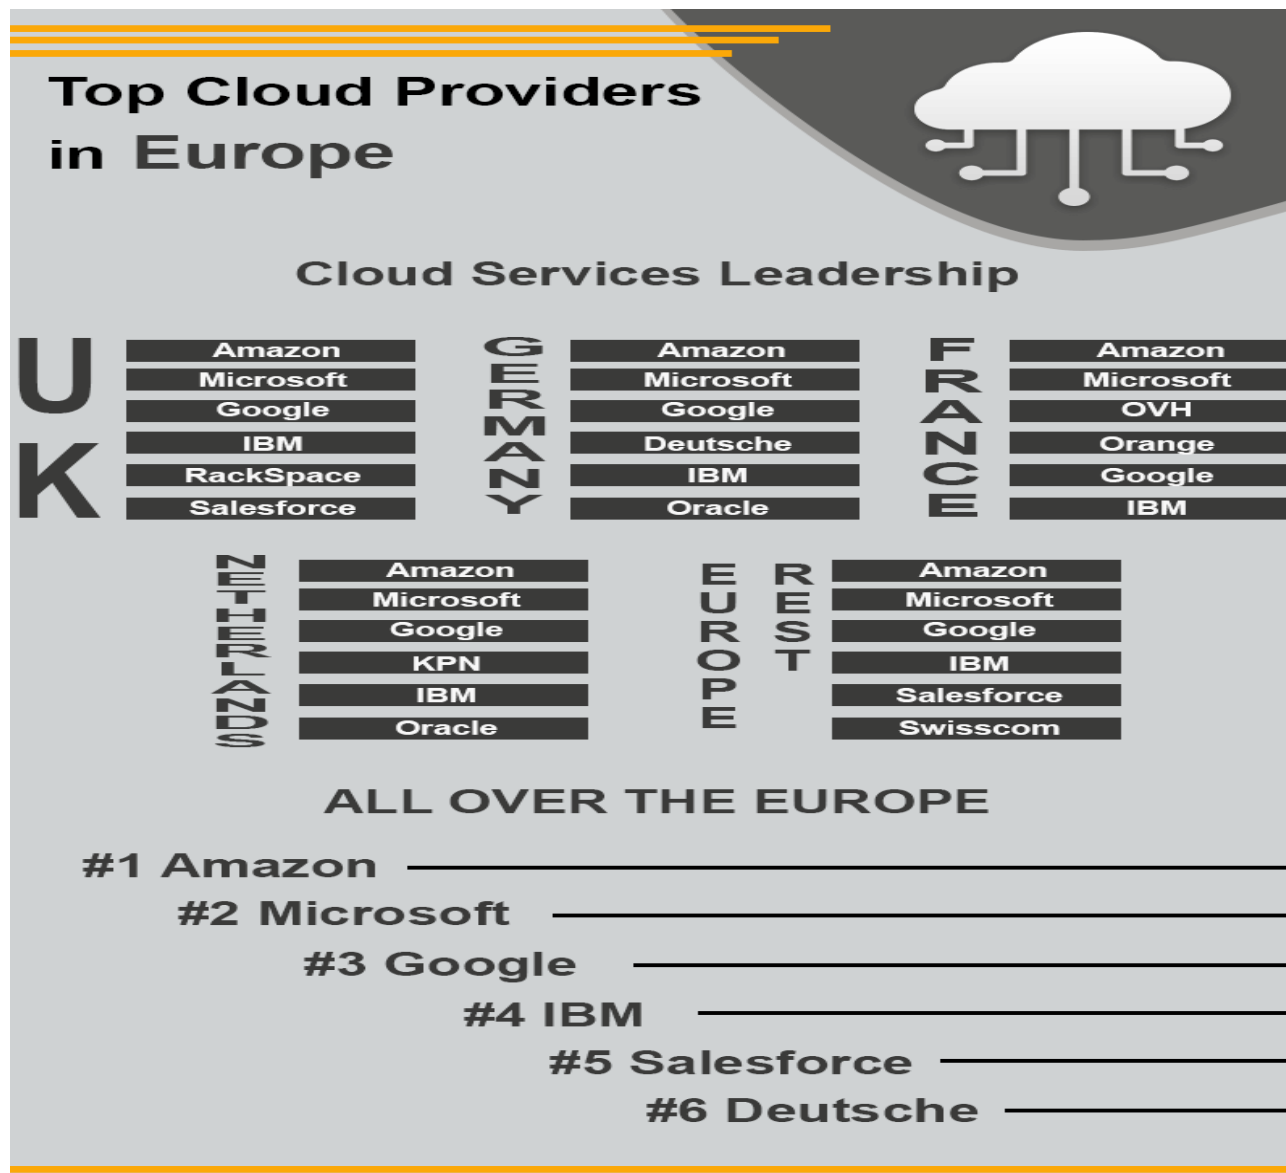 Top Cloud Providers
in Europe
Cloud Services Leadership
UK
Amazon
Microsoft
Google
IBM
RackSpace
Salesforce
GERMANY
Amazon
Microsoft
Google
Deutsche
IBM
Oracle
FRANCE
Amazon
Microsoft
OVH
Orange
Google
IBM
NETHERLANDS
Amazon
Microsoft
Google
KPN
IBM
Oracle
EUROPE
REST
Amazon
Microsoft
Google
IBM
Salesforce
Swisscom
ALL OVER THE EUROPE
#1 Amazon
#2 Microsoft
#3 Google
#4 IBM
#5 Salesforce
#6 Deutsche